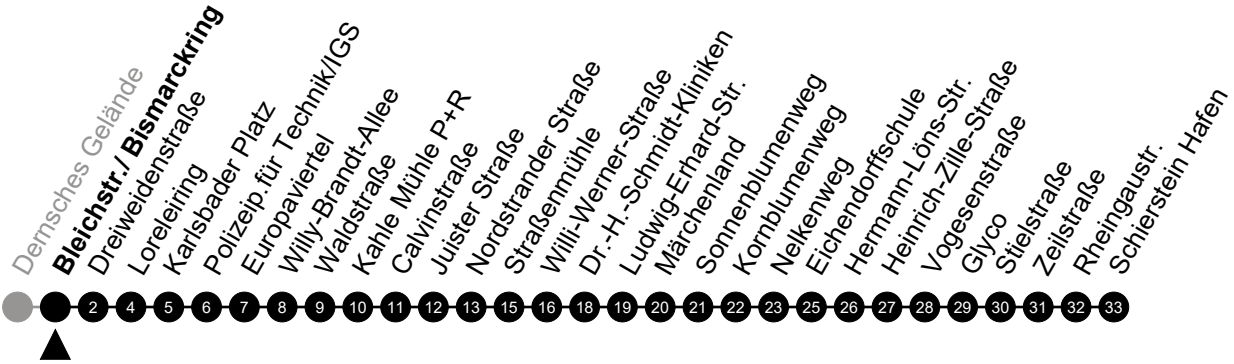 Dernsches Gelände
Bleichstr./ Bismarckring
Dreiweidenstraße
Loreleiring
Karlsbader Platz
Polizeip.für Technik/IGS
Europaviertel
Willy-Brandt-Allee
Waldstraße
Kahle Mühle P+R
Calvinstraße
Juister Straße
Nordstrander Straße
Straßenmühle
Willi-Werner-Straße
Dr.-H.-Schmidt-Kliniken
Ludwig-Erhard-Str.
Märchenland
Sonnenblumenweg
Kornblumenweg
Nelkenweg
Eichendorffschule
Hermann-Löns-Str.
Heinrich-Zille-Straße
Vogesenstraße
Glyco
Stielstraße
Zeilstraße
Rheingaustr.
Schierstein Hafen
2 4 5 6 7 8 9 10 11 12 13 15 16 18 19 20 21 22 23 25 26 27 28 29 30 31 32 33